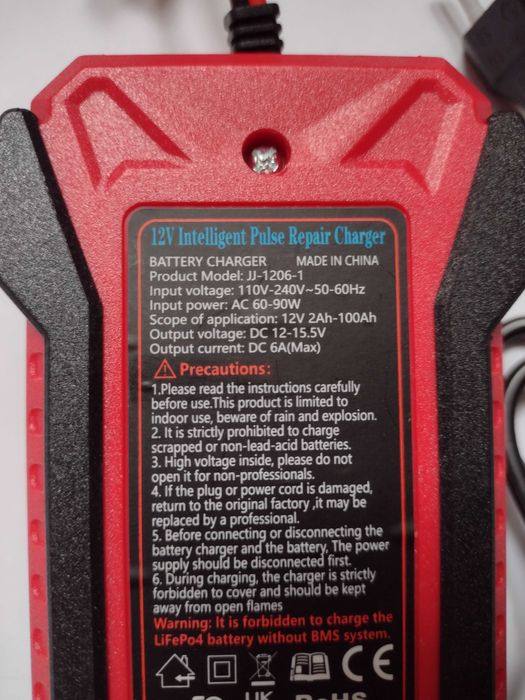 12V Intelligent Pulse Repair Charger
BATTERY CHARGER MADE IN CHINA
Product Model: JJ-1206-1
Input voltage: 110V-240V~50-60Hz
Input power: AC 60-90W
Scope of application: 12V 2Ah-100Ah
Output voltage: DC 12-15.5V
Output current: DC 6A(Max)
Precautions:
1.Please read the instructions carefully
before use.This product is limited to
indoor use, beware of rain and explosion.
2. It is strictly prohibited to charge
scrapped or non-lead-acid batteries.
3. High voltage inside, please do not
open it for non-professionals.
4. If the plug or power cord is damaged,
return to the original factory ,it may be
replaced by a professional.
5. Before connecting or disconnecting the
battery charger and the battery, The power
supply should be disconnected first.
6. During charging, the charger is strictly
forbidden to cover and should be kept
away from open flames
Warning: It is forbidden to charge the
LiFePo4 battery without BMS system.
CE
UK
RoHS